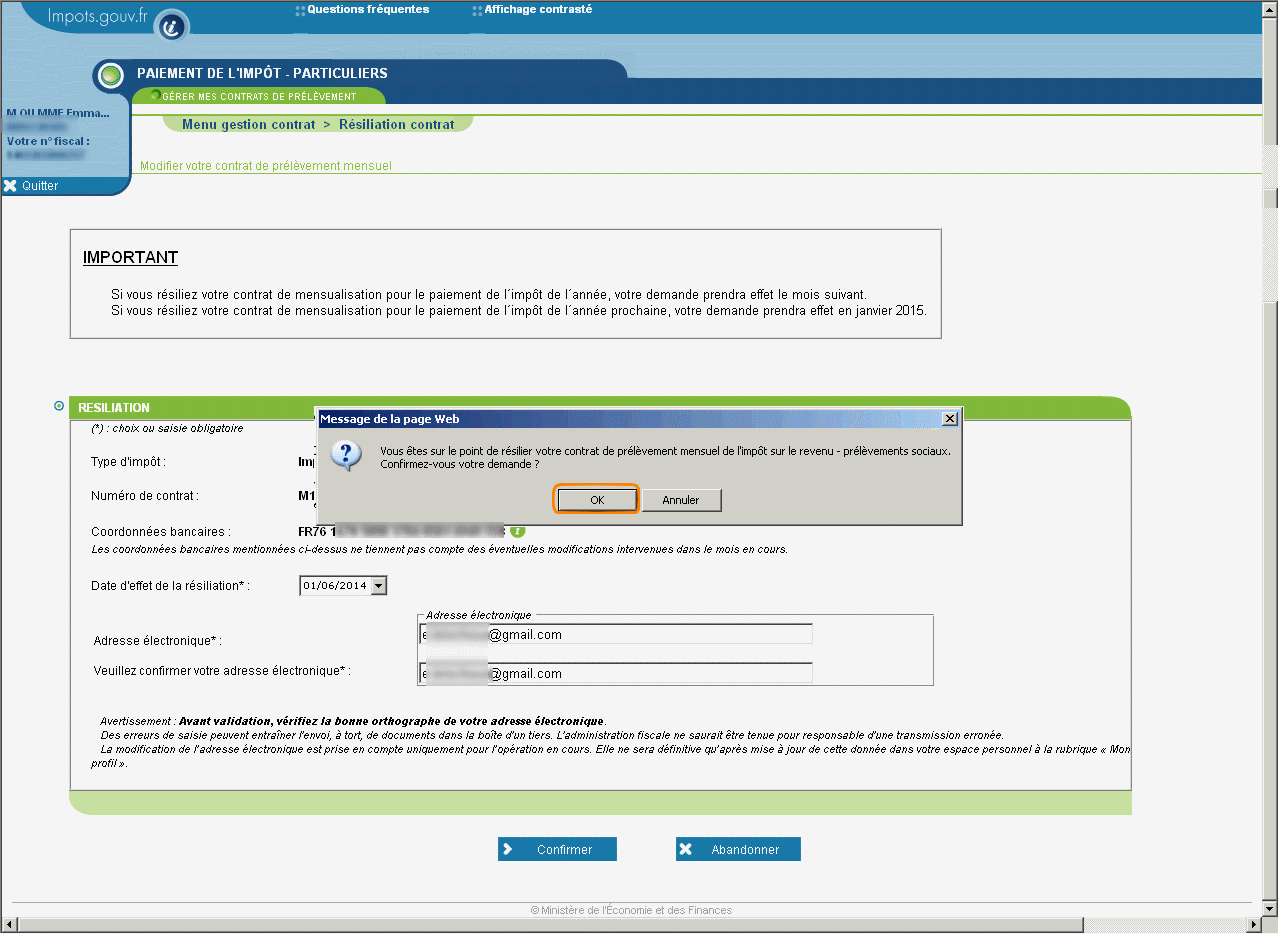 Impots.gouv.fr
Questions fréquentes
Affichage contrasté
PAIEMENT DE L'IMPÔT - PARTICULIERS
GÉRER MES CONTRATS DE PRÉLÈVEMENT
M OU MME Emma...
Votre n° fiscal :
Quitter
Menu gestion contrat > Résiliation contrat
Modifier votre contrat de prélèvement mensuel
IMPORTANT
Si vous résiliez votre contrat de mensualisation pour le paiement de l´impôt de l´année, votre demande prendra effet le mois suivant.
Si vous résiliez votre contrat de mensualisation pour le paiement de l´impôt de l´année prochaine, votre demande prendra effet en janvier 2015.
RESILIATION
(*) : choix ou saisie obligatoire
Message de la page Web
Vous êtes sur le point de résilier votre contrat de prélèvement mensuel de l'impôt sur le revenu - prélèvements sociaux.
Confirmez-vous votre demande ?
OK
Annuler
Type d'impôt :
Numéro de contrat : M1
Coordonnées bancaires : FR76 1
Les coordonnées bancaires mentionnées ci-dessus ne tiennent pas compte des éventuelles modifications intervenues dans le mois en cours.
Date d'effet de la résiliation* : 01/06/2014
Adresse électronique
Adresse électronique* : e @gmail.com
Veuillez confirmer votre adresse électronique* : e @gmail.com
Avertissement : Avant validation, vérifiez la bonne orthographe de votre adresse électronique.
Des erreurs de saisie peuvent entraîner l'envoi, à tort, de documents dans la boîte d'un tiers. L'administration fiscale ne saurait être tenue pour responsable d'une transmission erronée.
La modification de l'adresse électronique est prise en compte uniquement pour l'opération en cours. Elle ne sera définitive qu'après mise à jour de cette donnée dans votre espace personnel à la rubrique « Mon
profil ».
Confirmer
Abandonner
© Ministère de l'Économie et des Finances